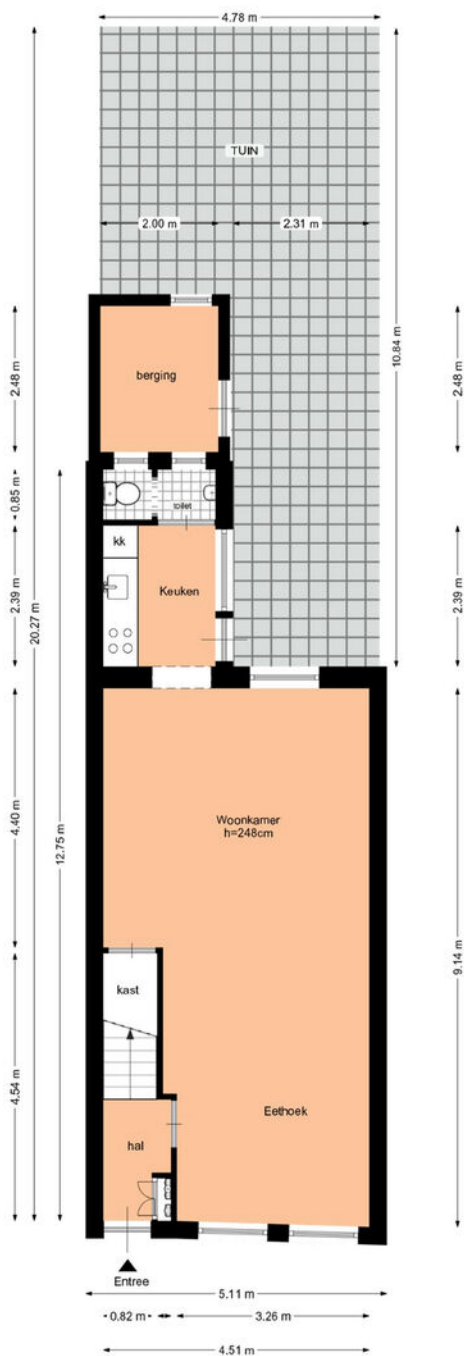 4.78 m
TUIN
2.00 m
2.31 m
10.84 m
20.27 m
2.48 m
berging
2.48 m
0.85 m
toilet
kk
Keuken
2.39 m
2.39 m
12.75 m
4.40 m
Woonkamer
h=248cm
9.14 m
kast
4.54 m
Eethoek
hal
Entree
5.11 m
0.82 m
3.26 m
4.51 m